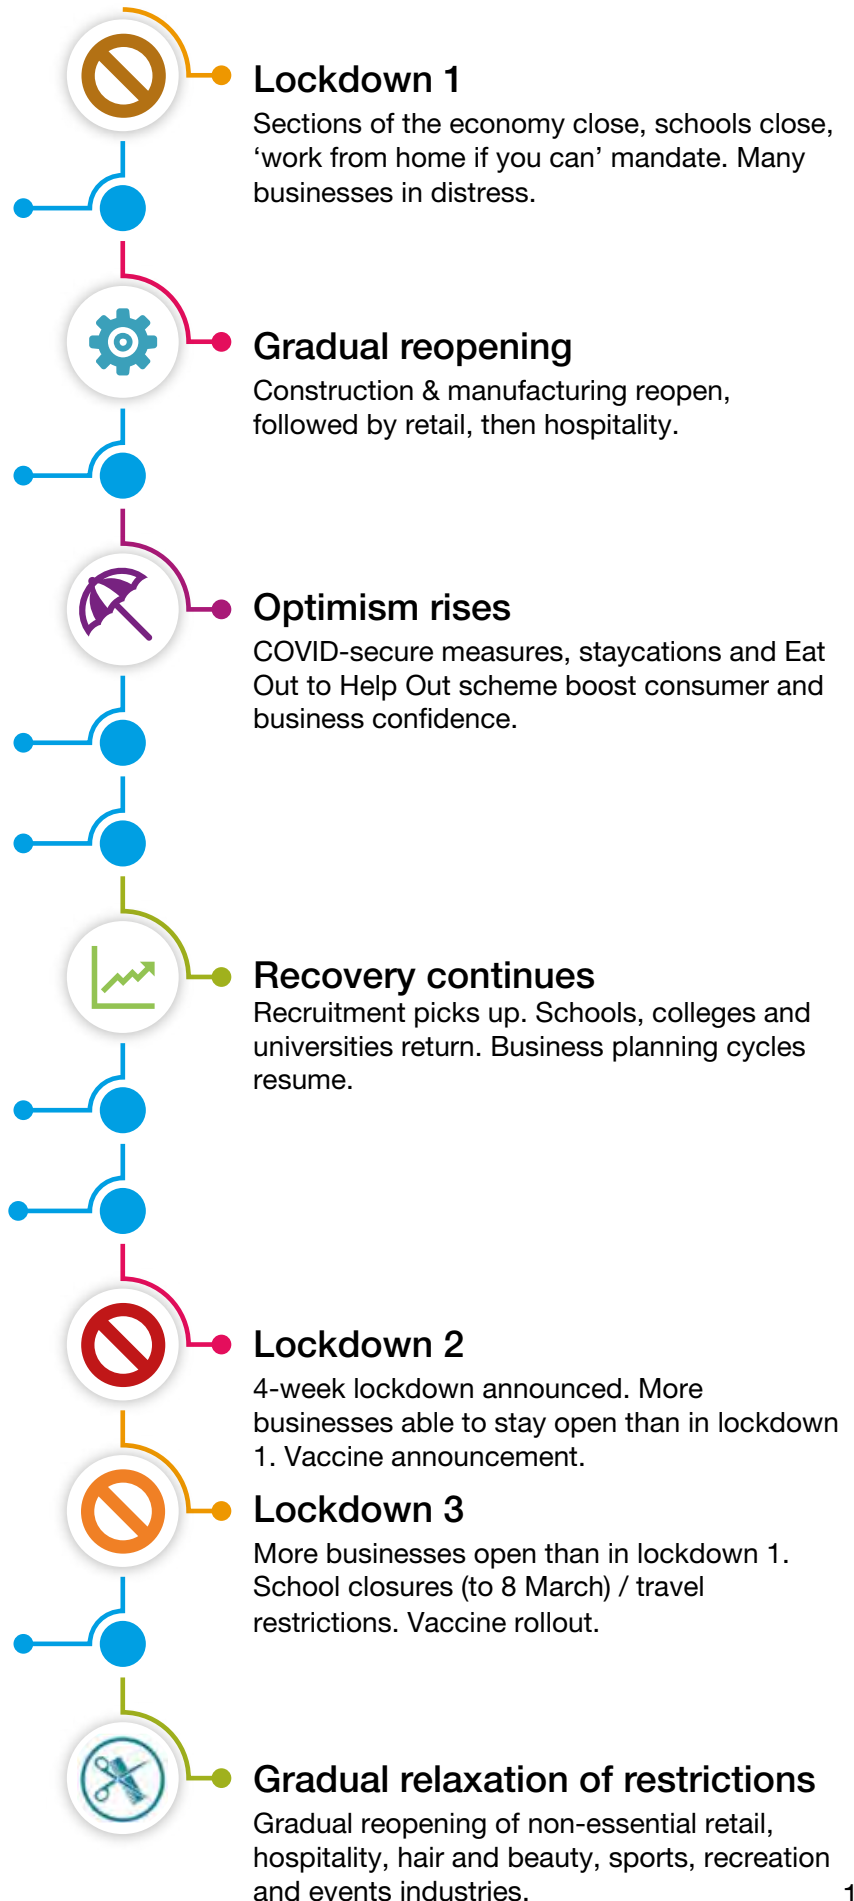 Lockdown 1
Sections of the economy close, schools close,
‘work from home if you can’ mandate. Many
businesses in distress.
Gradual reopening
Construction & manufacturing reopen,
followed by retail, then hospitality.
Optimism rises
COVID-secure measures, staycations and Eat
Out to Help Out scheme boost consumer and
business confidence.
Recovery continues
Recruitment picks up. Schools, colleges and
universities return. Business planning cycles
resume.
Lockdown 2
4-week lockdown announced. More
businesses able to stay open than in lockdown
1. Vaccine announcement.
Lockdown 3
More businesses open than in lockdown 1.
School closures (to 8 March) / travel
restrictions. Vaccine rollout.
Gradual relaxation of restrictions
Gradual reopening of non-essential retail,
hospitality, hair and beauty, sports, recreation
and events industries.